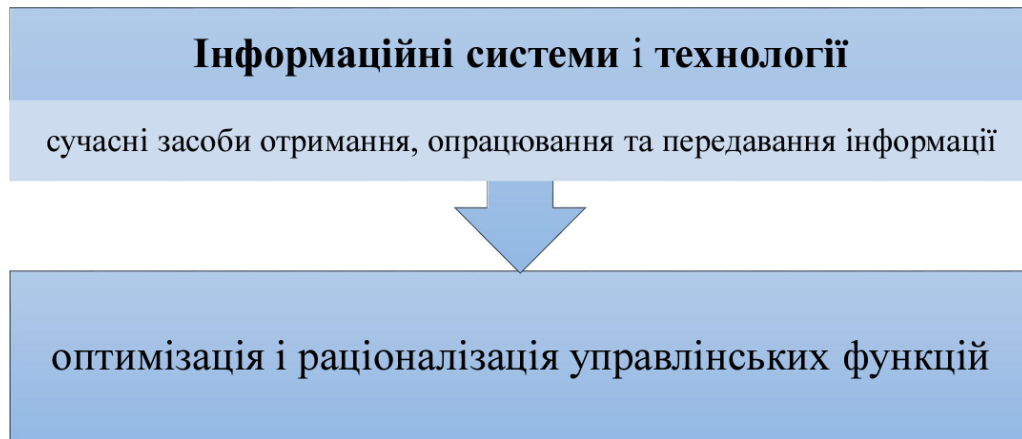 Інформаційні системи і технології
сучасні засоби отримання, опрацювання та передавання інформації
оптимізація і раціоналізація управлінських функцій